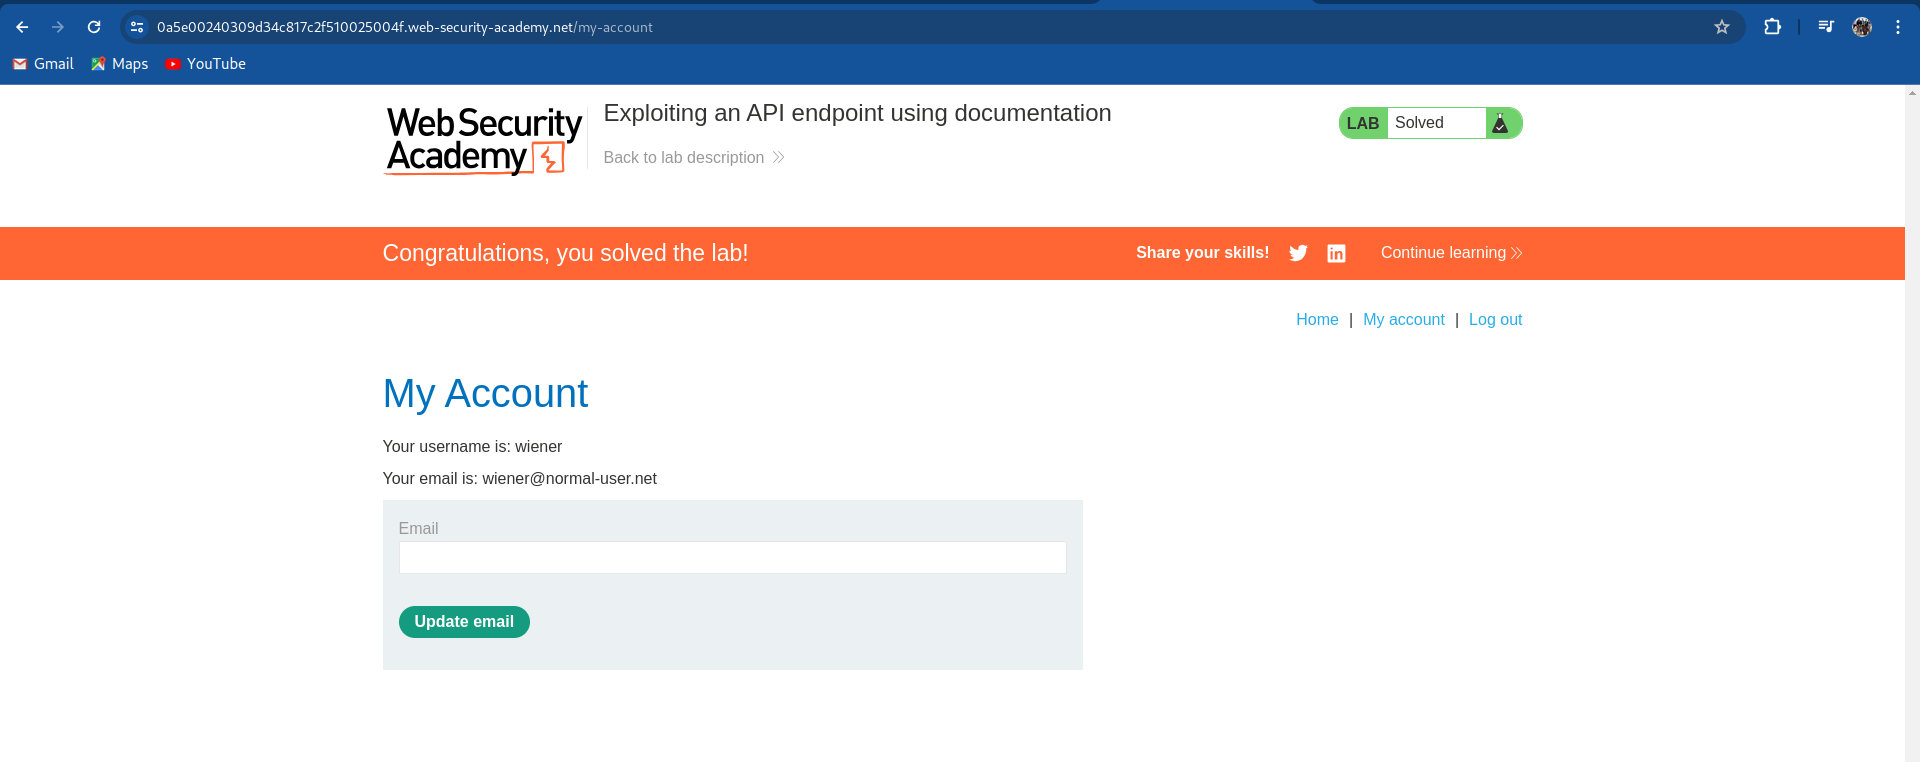 0a5e00240309d34c817c2f510025004f.web-security-academy.net/my-account
Gmail Maps YouTube
Web Security Academy
Exploiting an API endpoint using documentation
Back to lab description
LAB Solved
Congratulations, you solved the lab!
Share your skills! Continue learning
Home | My account | Log out
My Account
Your username is: wiener
Your email is: wiener@normal-user.net
Email
Update email